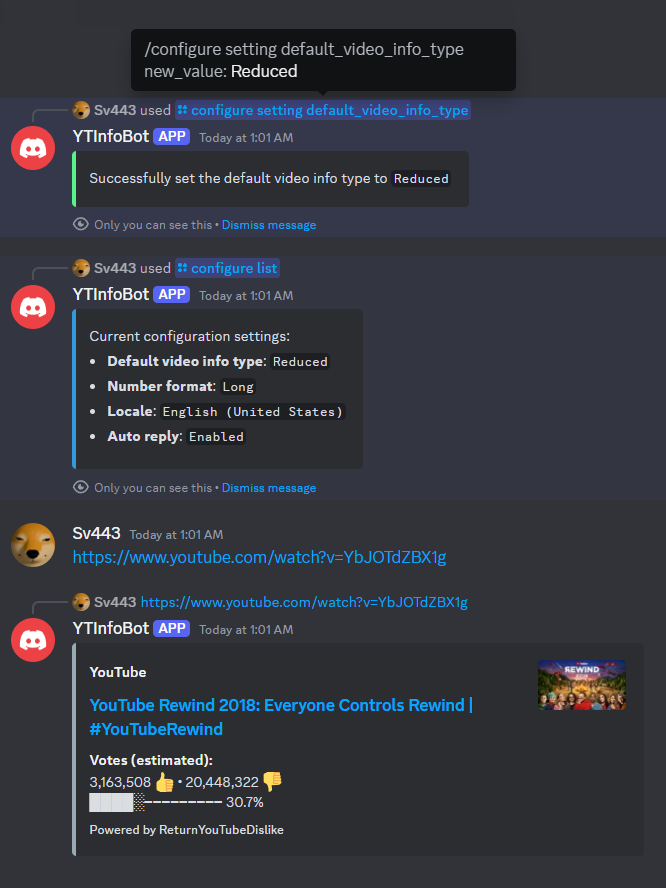 /configure setting default_video_info_type
new_value: Reduced
Sv443 used configure setting default_video_info_type
YTInfoBot APP Today at 1:01 AM
Successfully set the default video info type to Reduced
Only you can see this • Dismiss message
Sv443 used configure list
YTInfoBot APP Today at 1:01 AM
Current configuration settings:
• Default video info type: Reduced
• Number format: Long
• Locale: English (United States)
• Auto reply: Enabled
Only you can see this • Dismiss message
Sv443 Today at 1:01 AM
https://www.youtube.com/watch?v=YbJOTdZBX1g
Sv443 https://www.youtube.com/watch?v=YbJOTdZBX1g
YTInfoBot APP Today at 1:01 AM
YouTube
REWIND
YouTube Rewind 2018: Everyone Controls Rewind |
#YouTubeRewind
Votes (estimated):
3,163,508 👍 • 20,448,322 👎
30.7%
Powered by ReturnYouTubeDislike